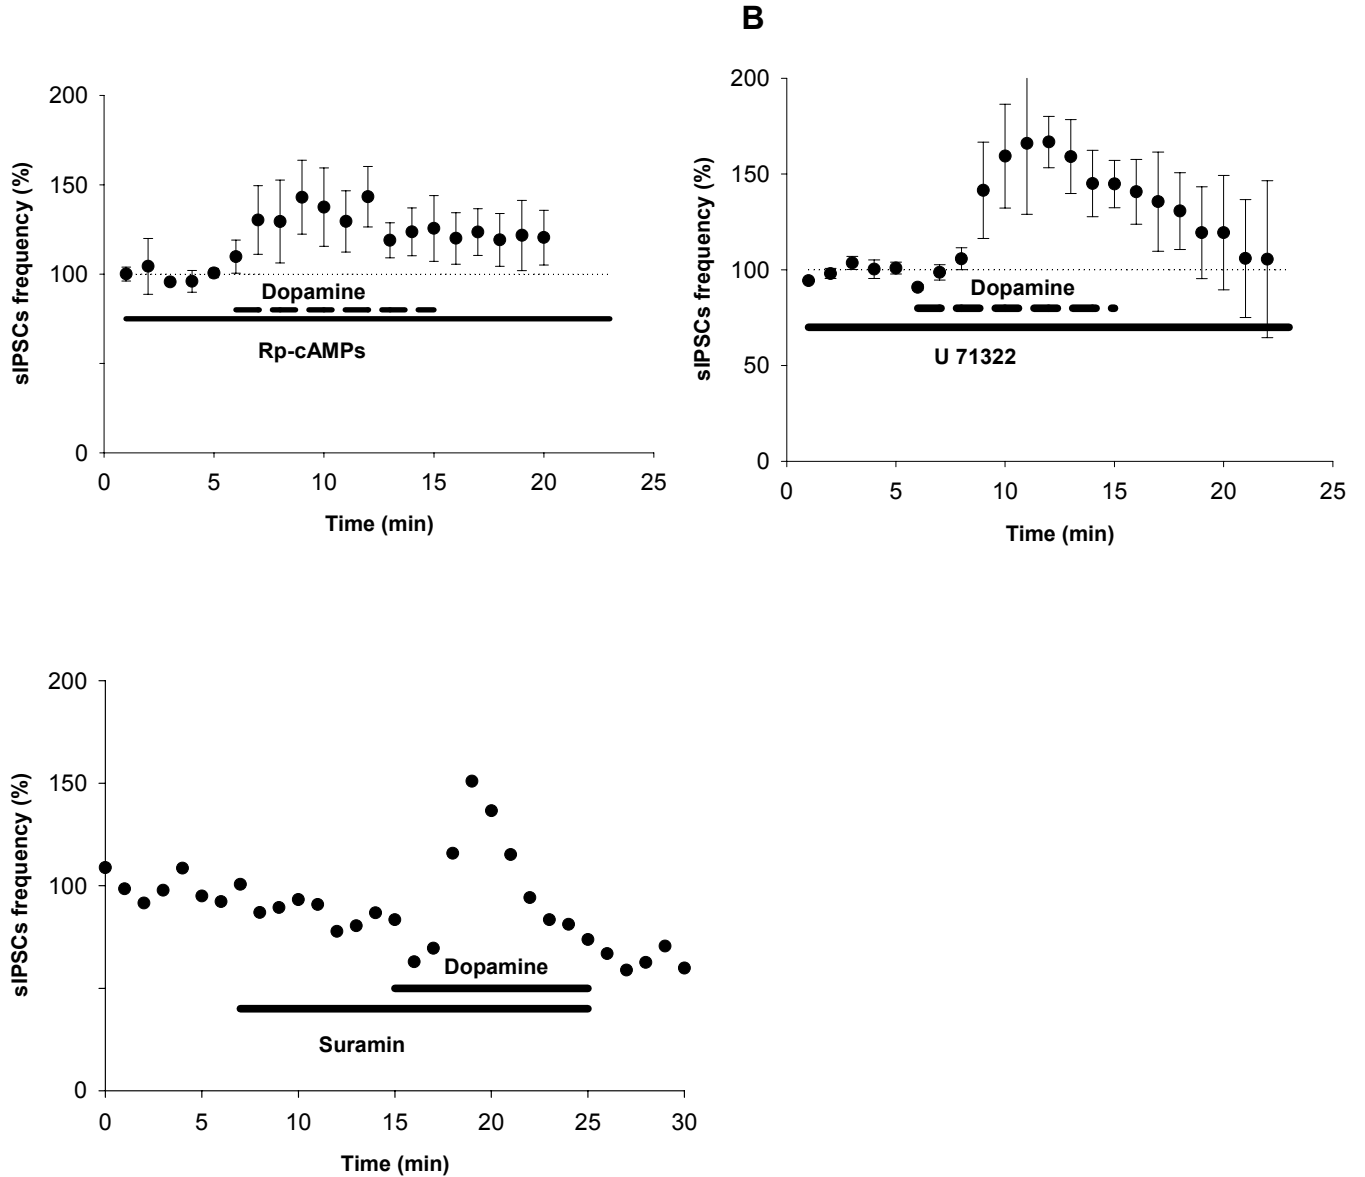 B
200
150
100
0
sIPSCs frequency (%)
Dopamine
Rp-cAMPs
0 5 10 15 20 25
Time (min)
200
150
100
50
0
sIPSCs frequency (%)
Dopamine
U 71322
0 5 10 15 20 25
Time (min)
200
150
100
0
sIPSCs frequency (%)
Dopamine
Suramin
0 5 10 15 20 25 30
Time (min)